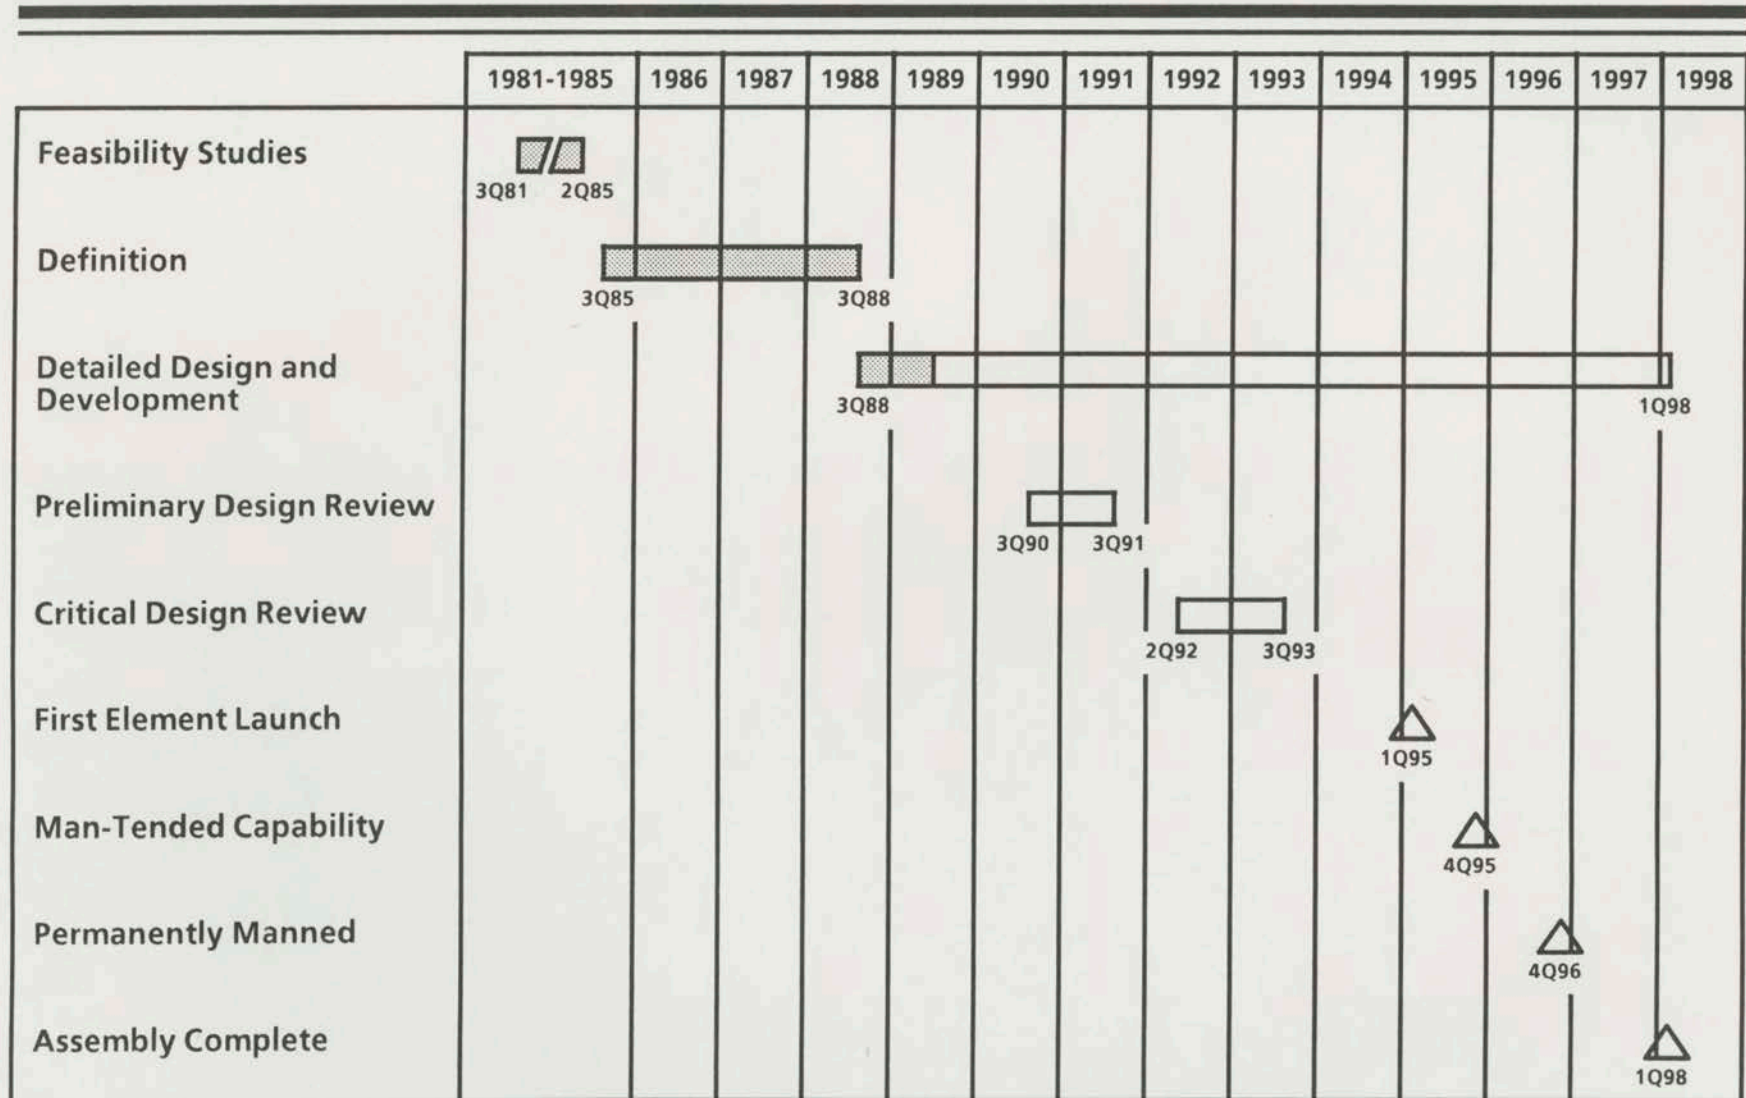 1981-1985 1986 1987 1988 1989 1990 1991 1992 1993 1994 1995 1996 1997 1998
Feasibility Studies
3Q81 2Q85
Definition
3Q85 3Q88
Detailed Design and
Development
3Q88 1Q98
Preliminary Design Review
3Q90 3Q91
Critical Design Review
2Q92 3Q93
First Element Launch
1Q95
Man-Tended Capability
4Q95
Permanently Manned
4Q96
Assembly Complete
1Q98